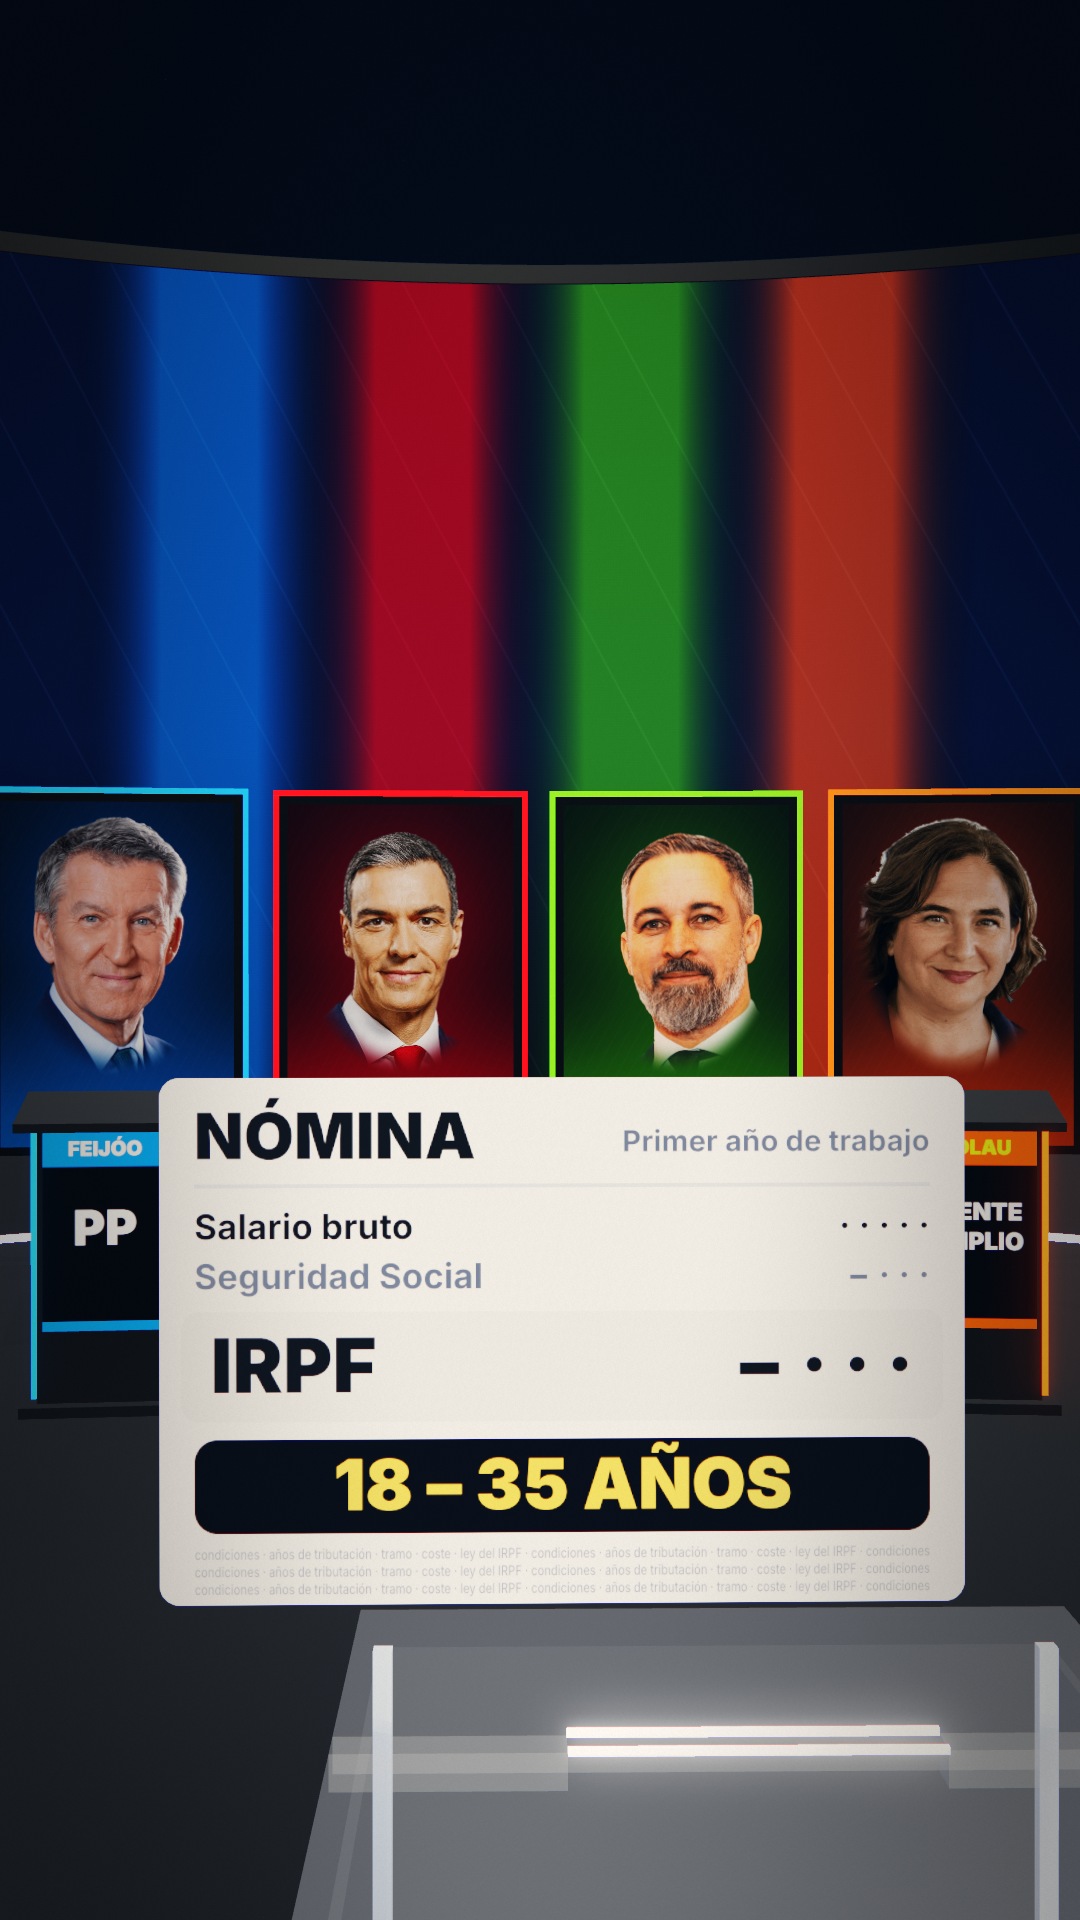 FEIJÓO
PP
NÓMINA
Primer año de trabajo
Salario bruto
Seguridad Social
IRPF
18 – 35 AÑOS
condiciones · años de tributación · tramo · coste · ley del IRPF · condiciones · años de tributación · tramo · coste · ley del IRPF · condiciones
condiciones · años de tributación · tramo · coste · ley del IRPF · condiciones · años de tributación · tramo · coste · ley del IRPF · condiciones
condiciones · años de tributación · tramo · coste · ley del IRPF · condiciones · años de tributación · tramo · coste · ley del IRPF · condiciones